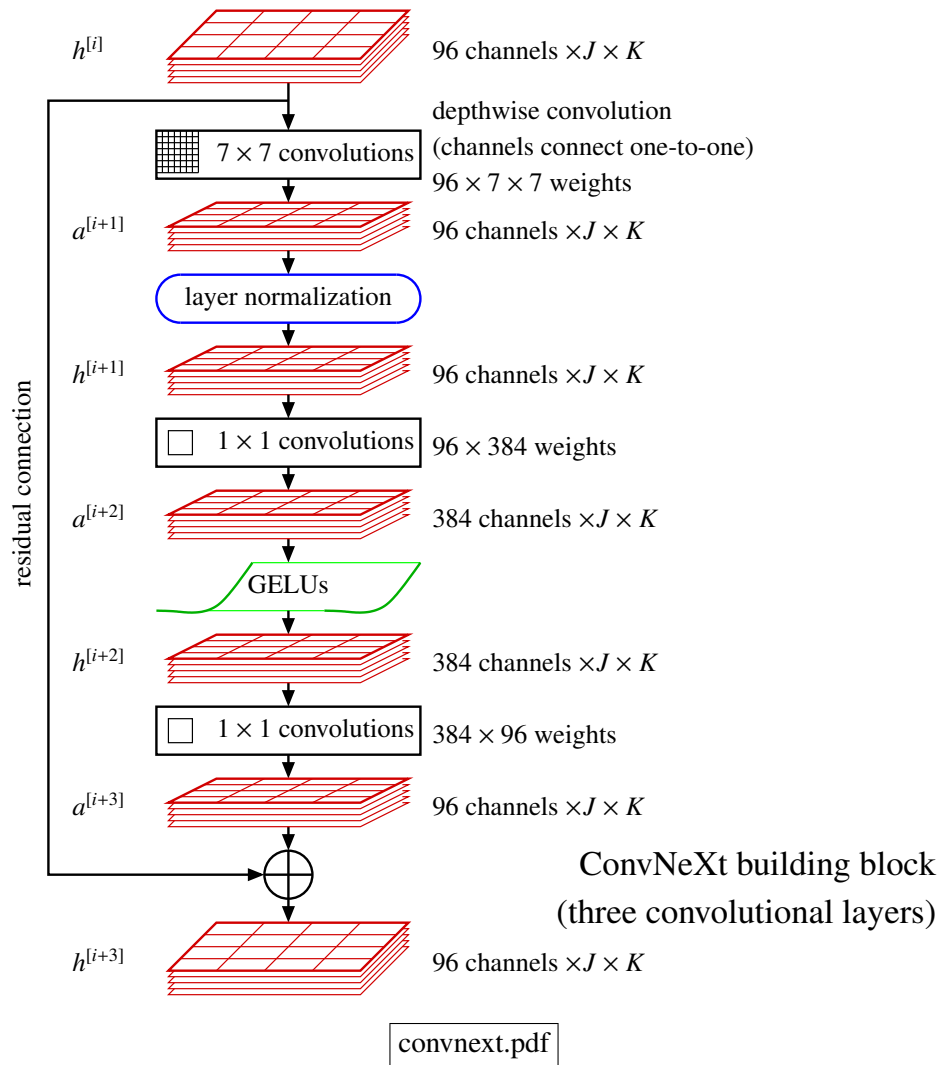 h^{[i]} 96 channels ×J × K
depthwise convolution
(channels connect one-to-one)
7 × 7 convolutions
96 × 7 × 7 weights
a^{[i+1]} 96 channels ×J × K
layer normalization
h^{[i+1]} 96 channels ×J × K
1 × 1 convolutions 96 × 384 weights
residual connection
a^{[i+2]} 384 channels ×J × K
GELUs
h^{[i+2]} 384 channels ×J × K
1 × 1 convolutions 384 × 96 weights
a^{[i+3]} 96 channels ×J × K
ConvNeXt building block
(three convolutional layers)
h^{[i+3]} 96 channels ×J × K
convnext.pdf